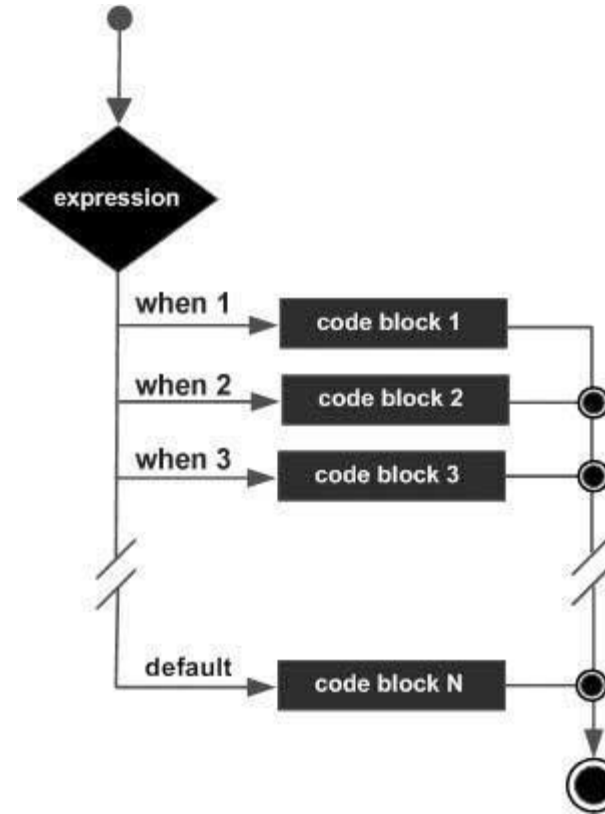 expression
when 1
code block 1
when 2
code block 2
when 3
code block 3
default
code block N